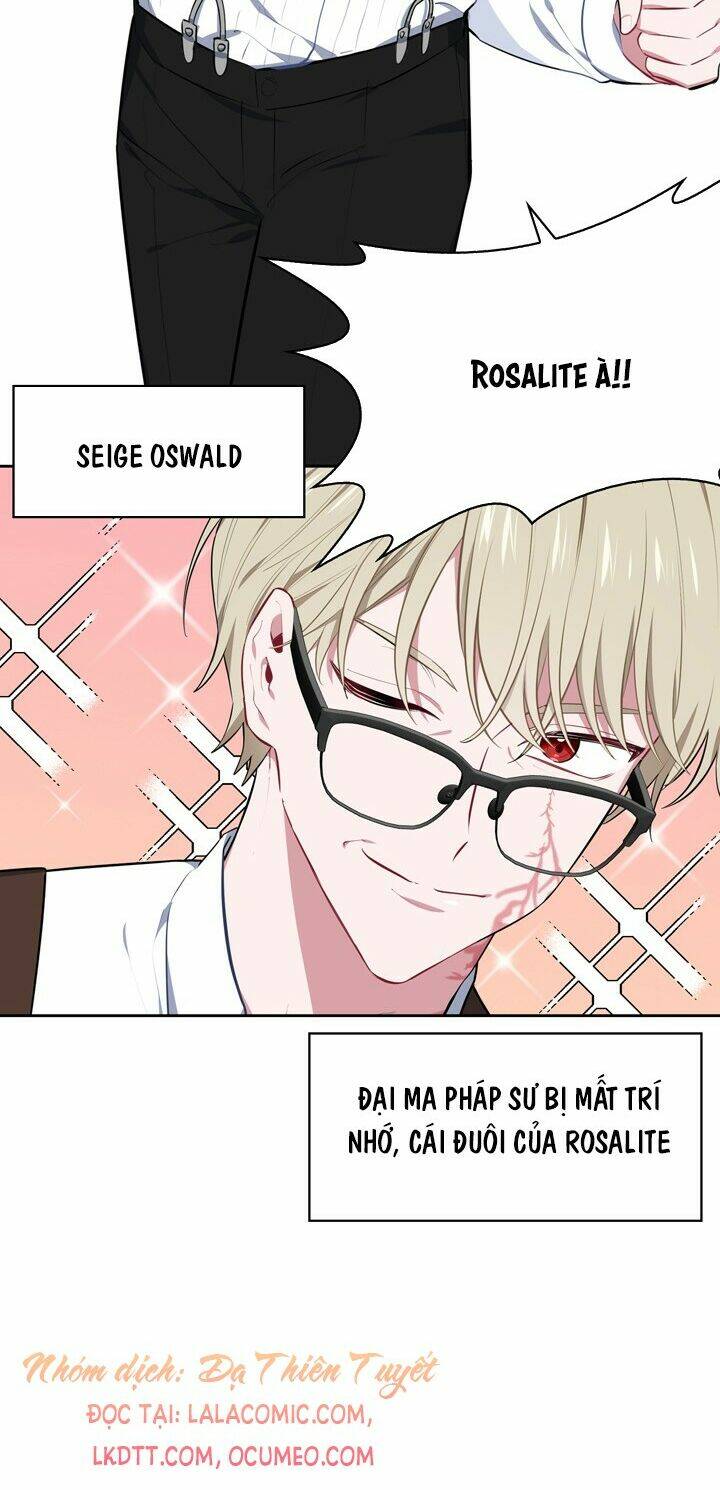 ROSALITE À!!
SEIGE OSWALD
ĐẠI MA PHÁP SƯ BỊ MẤT TRÍ
NHỚ, CÁI ĐUÔI CỦA ROSALITE
Nhóm dịch: Dạ Thiên Tuyết
ĐỌC TẠI: LALACOMIC.COM,
LKDTT.COM, OCUMEO.COM